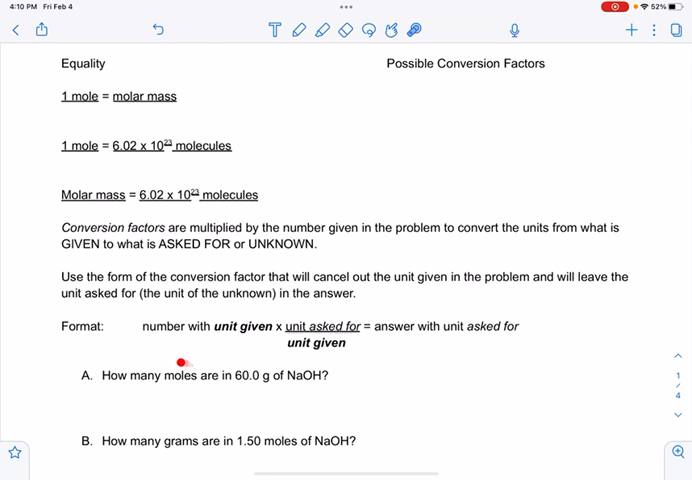 4:10 PM Fri Feb 4
52%
Equality Possible Conversion Factors
1 mole = molar mass
1 mole = 6.02 x 10²³ molecules
Molar mass = 6.02 x 10²³ molecules
Conversion factors are multiplied by the number given in the problem to convert the units from what is
GIVEN to what is ASKED FOR or UNKNOWN.
Use the form of the conversion factor that will cancel out the unit given in the problem and will leave the
unit asked for (the unit of the unknown) in the answer.
Format: number with unit given x unit asked for = answer with unit asked for
unit given
A. How many moles are in 60.0 g of NaOH?
B. How many grams are in 1.50 moles of NaOH?
1
/
4